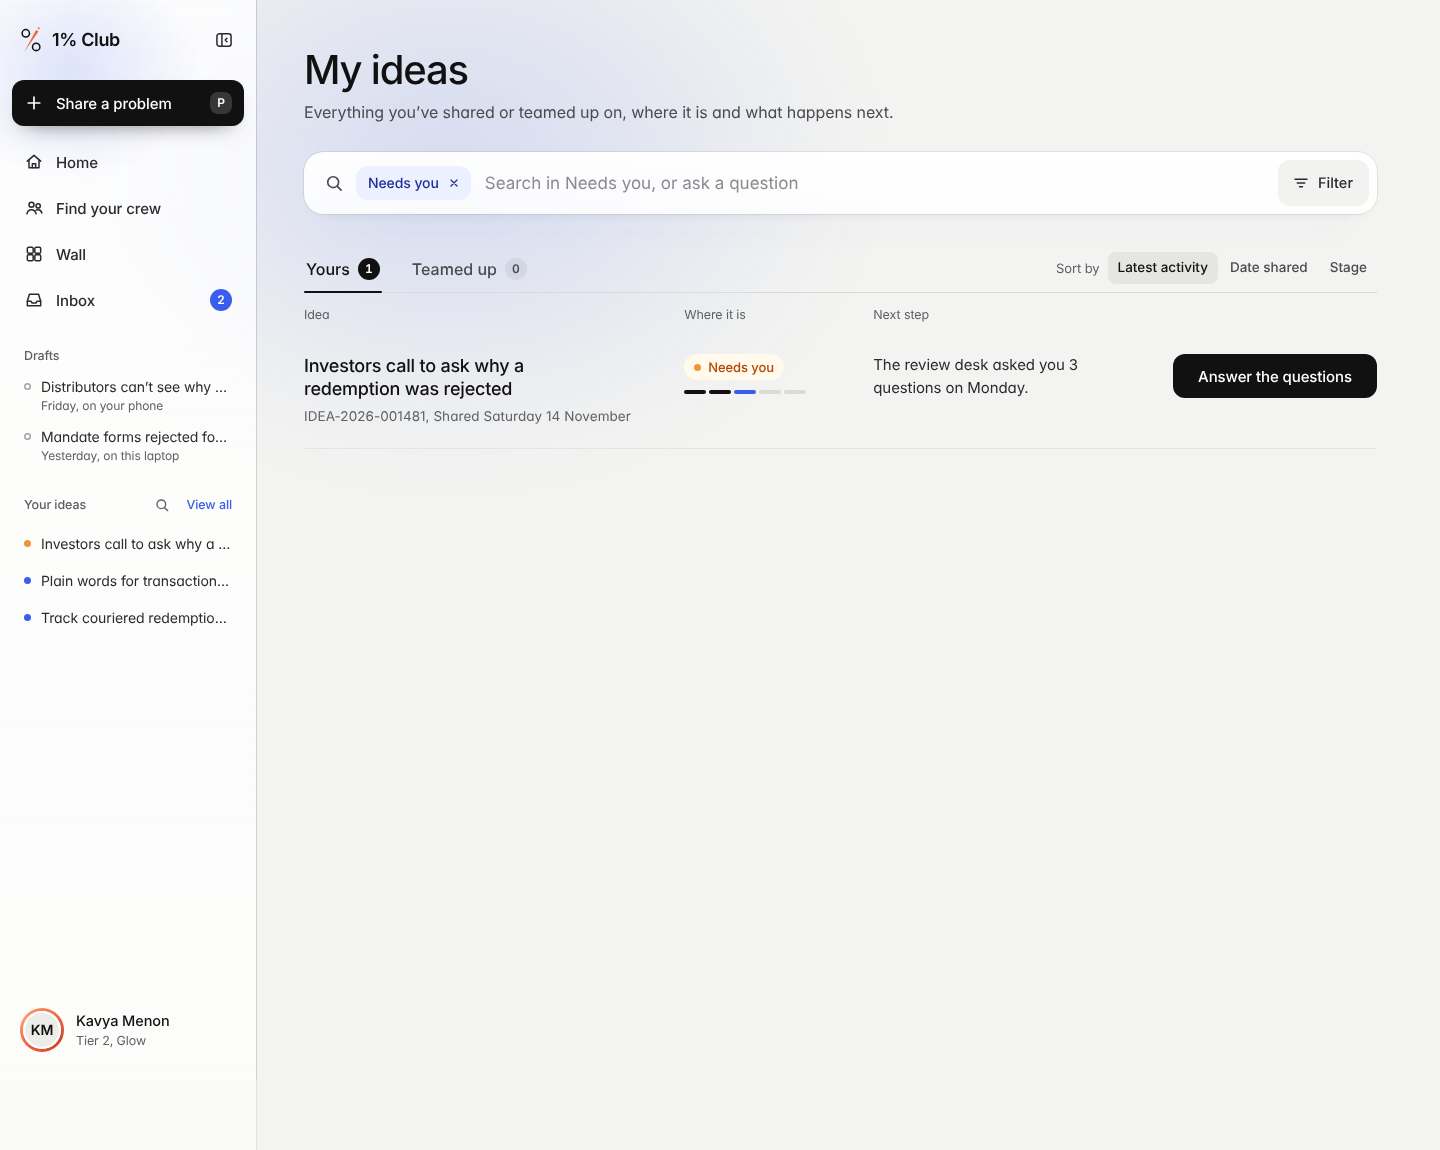 1% Club
Share a problem P
Home
Find your crew
Wall
Inbox 2
Drafts
Distributors can’t see why ...
Friday, on your phone
Mandate forms rejected fo...
Yesterday, on this laptop
Your ideas View all
Investors call to ask why a ...
Plain words for transaction...
Track couriered redemptio...
KM
Kavya Menon
Tier 2, Glow
My ideas
Everything you’ve shared or teamed up on, where it is and what happens next.
Needs you × Search in Needs you, or ask a question Filter
Yours 1 Teamed up 0 Sort by Latest activity Date shared Stage
Idea Where it is Next step
Investors call to ask why a
redemption was rejected
IDEA-2026-001481, Shared Saturday 14 November
Needs you
The review desk asked you 3
questions on Monday.
Answer the questions